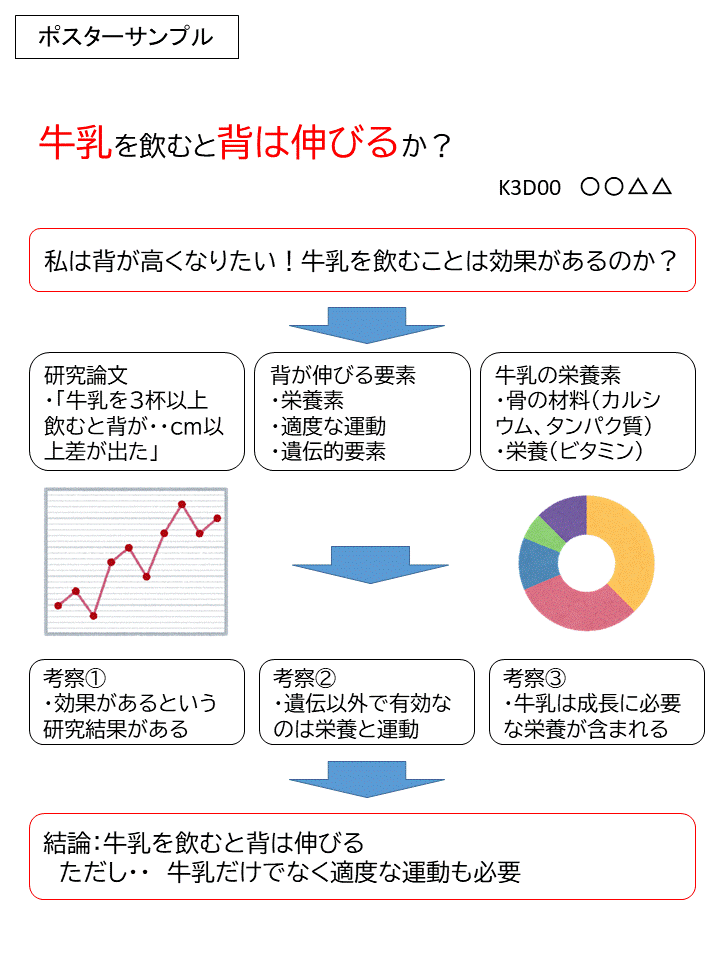 ポスターサンプル
牛乳を飲むと背は伸びるか？
K3D00　〇〇△△
私は背が高くなりたい！牛乳を飲むことは効果があるのか？
研究論文
・「牛乳を３杯以上
飲むと背が・・cm以
上差が出た」
背が伸びる要素
・栄養素
・適度な運動
・遺伝的要素
牛乳の栄養素
・骨の材料（カルシ
ウム、タンパク質）
・栄養（ビタミン）
考察①
・効果があるという
研究結果がある
考察②
・遺伝以外で有効な
のは栄養と運動
考察③
・牛乳は成長に必要
な栄養が含まれる
結論：牛乳を飲むと背は伸びる
ただし・・　牛乳だけでなく適度な運動も必要